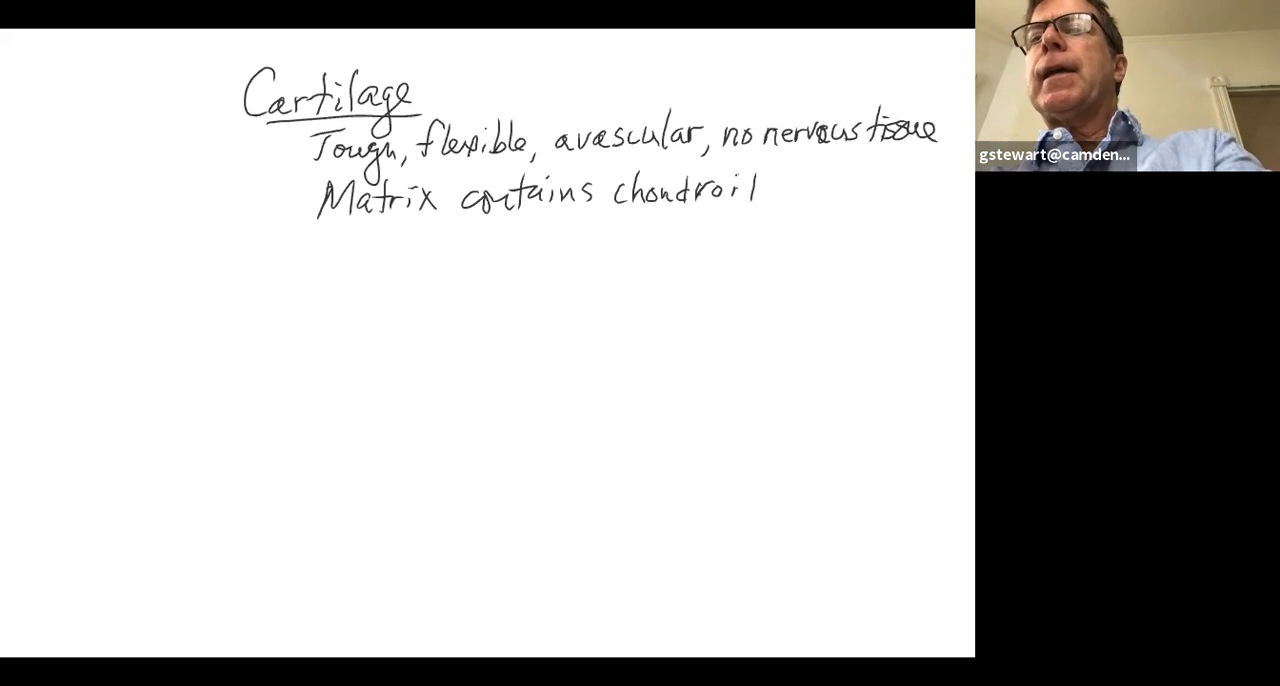 Cartilage
Tough, flexible, avascular, no nervous tissue
Matrix contains chondroil
gstewart@camden...